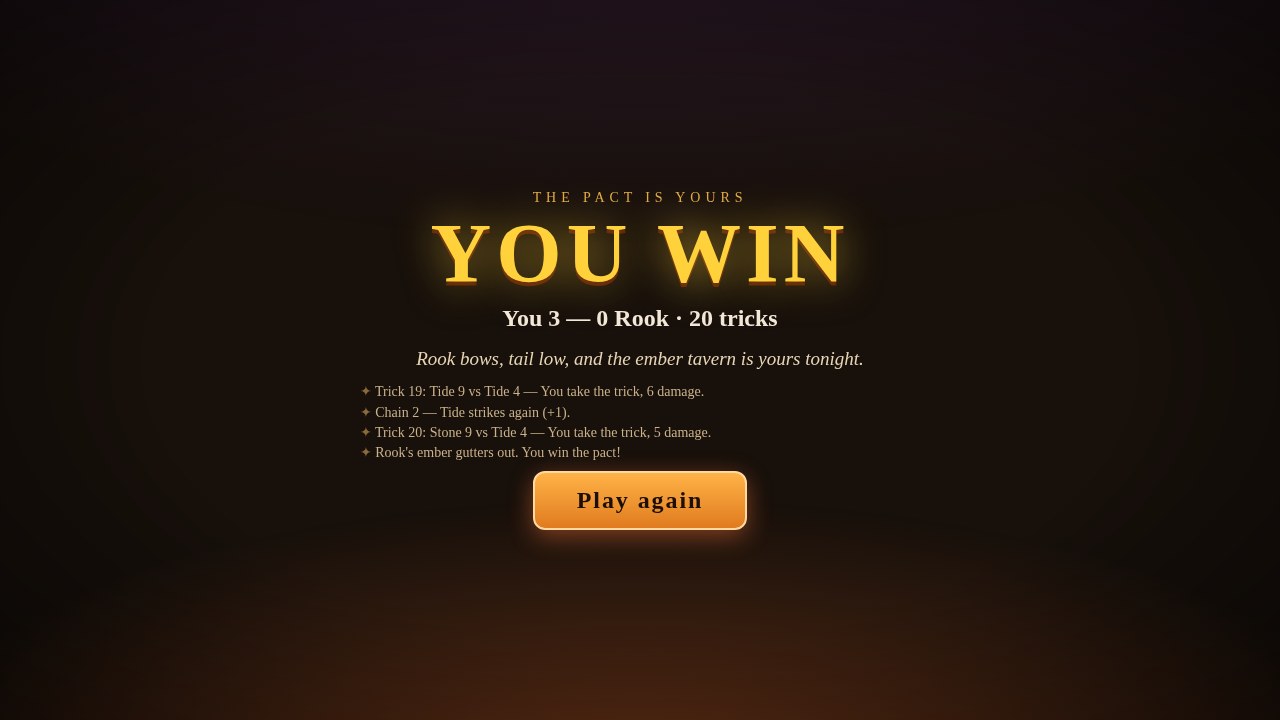 THE PACT IS YOURS
YOU WIN
You 3 — 0 Rook · 20 tricks
Rook bows, tail low, and the ember tavern is yours tonight.
✦ Trick 19: Tide 9 vs Tide 4 — You take the trick, 6 damage.
✦ Chain 2 — Tide strikes again (+1).
✦ Trick 20: Stone 9 vs Tide 4 — You take the trick, 5 damage.
✦ Rook's ember gutters out. You win the pact!
Play again